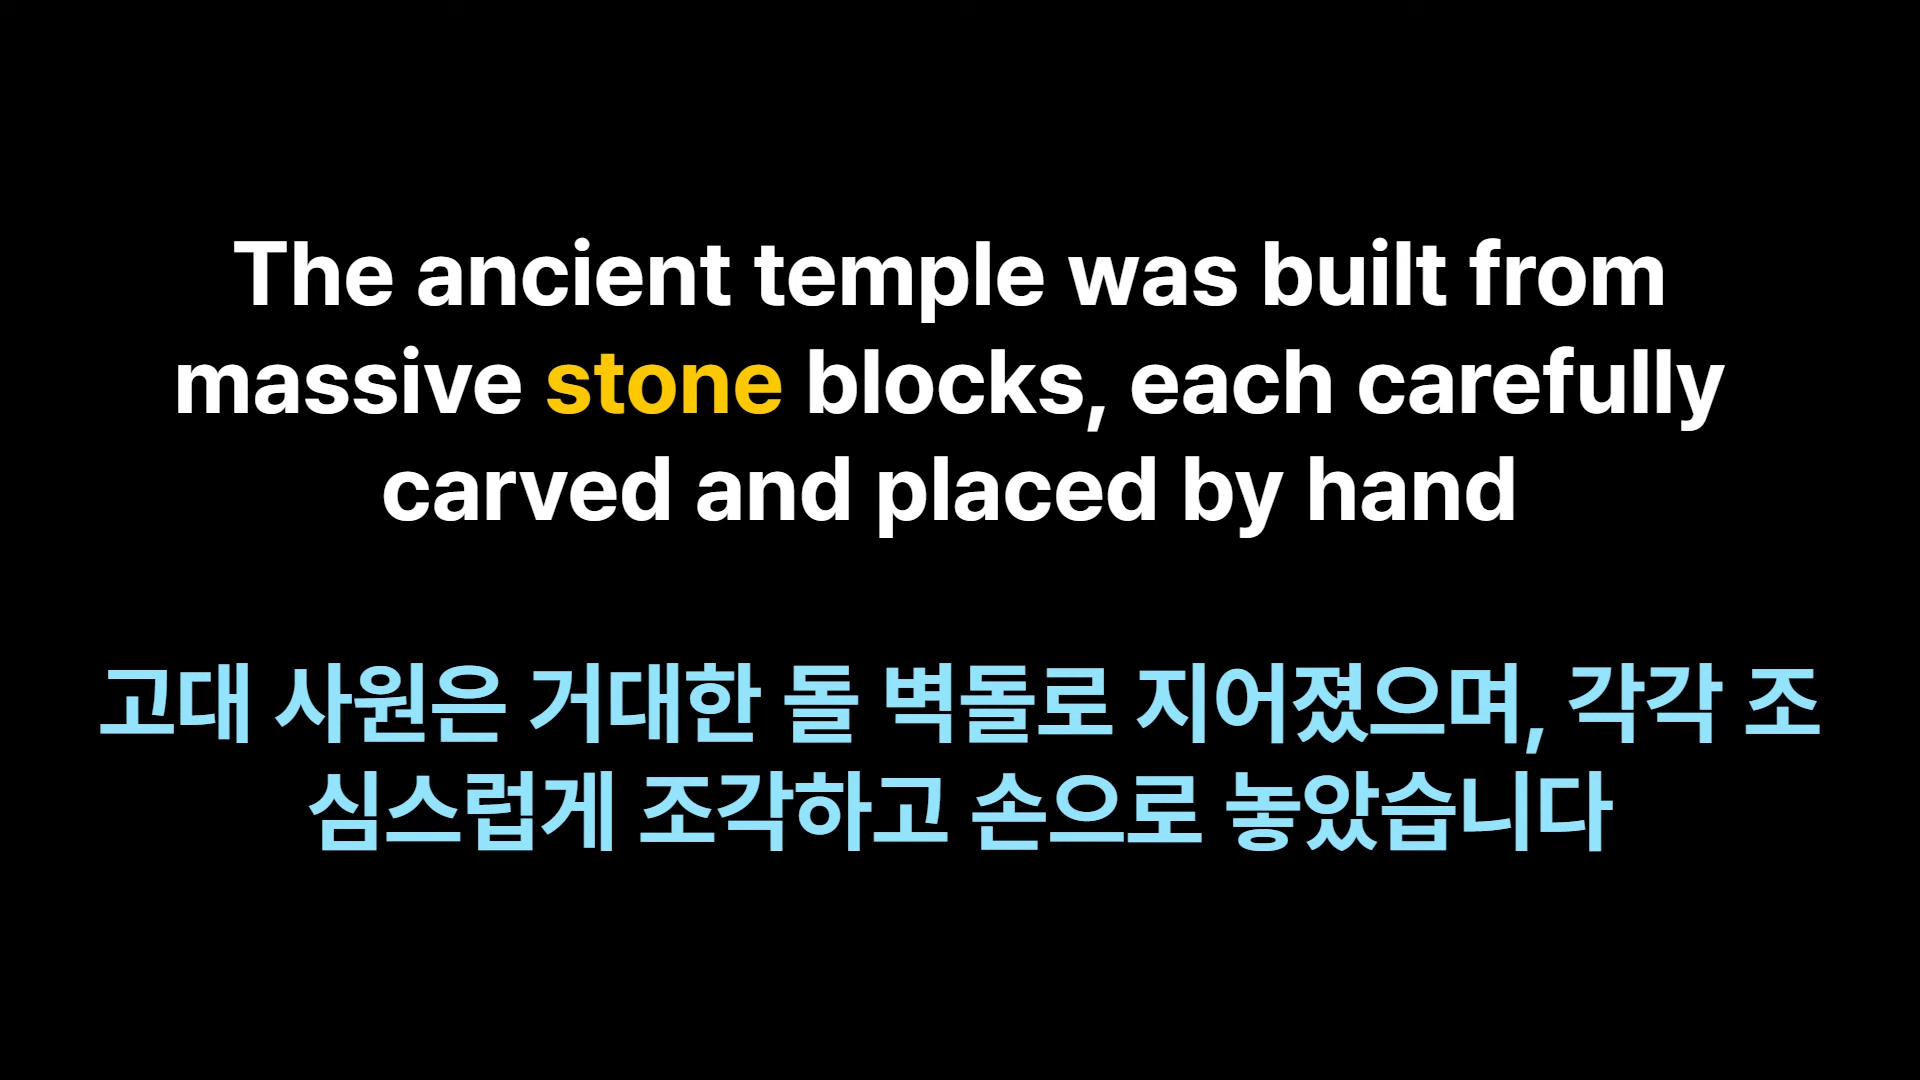 The ancient temple was built from
massive stone blocks, each carefully
carved and placed by hand
고대 사원은 거대한 돌 벽돌로 지어졌으며, 각각 조
심스럽게 조각하고 손으로 놓았습니다